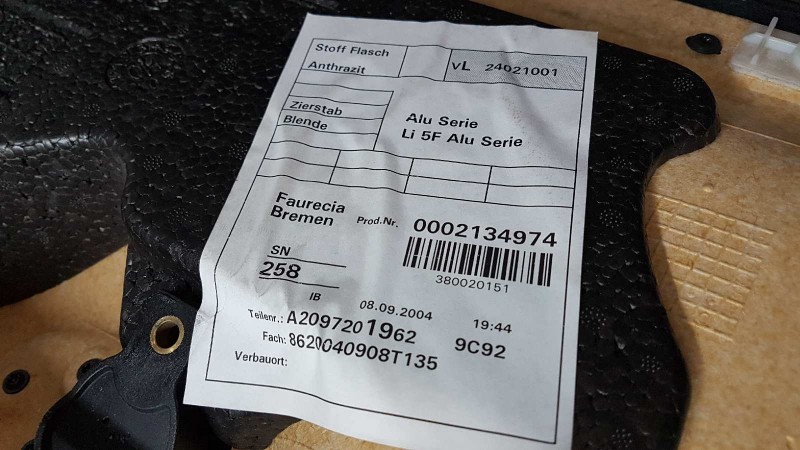 Stoff Flasch
VL 24021001
Anthrazit
Zierstab
Alu Serie
Blende
Li 5F Alu Serie
Faurecia
Bremen
Prod.Nr. 0002134974
380020151
SN
258
IB 08.09.2004 19:44
Teilenr.: A2097201962 9C92
Fach: 8620040908T135
Verbauort: